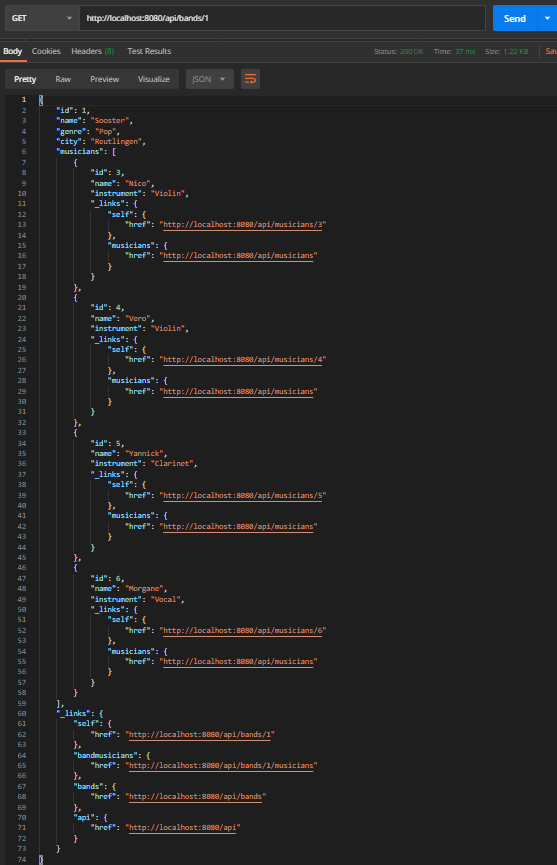 GET http://localhost:8080/api/bands/1 Send
Body Cookies Headers (8) Test Results Status: 200 OK Time: 37 ms Size: 1.22 KB Sav
Pretty Raw Preview Visualize JSON
1 {
2 "id": 1,
3 "name": "Sooster",
4 "genre": "Pop",
5 "city": "Reutlingen",
6 "musicians": [
7 {
8 "id": 3,
9 "name": "Nico",
10 "instrument": "Violin",
11 "_links": {
12 "self": {
13 "href": "http://localhost:8080/api/musicians/3"
14 },
15 "musicians": {
16 "href": "http://localhost:8080/api/musicians"
17 }
18 }
19 },
20 {
21 "id": 4,
22 "name": "Vero",
23 "instrument": "Violin",
24 "_links": {
25 "self": {
26 "href": "http://localhost:8080/api/musicians/4"
27 },
28 "musicians": {
29 "href": "http://localhost:8080/api/musicians"
30 }
31 }
32 },
33 {
34 "id": 5,
35 "name": "Yannick",
36 "instrument": "Clarinet",
37 "_links": {
38 "self": {
39 "href": "http://localhost:8080/api/musicians/5"
40 },
41 "musicians": {
42 "href": "http://localhost:8080/api/musicians"
43 }
44 }
45 },
46 {
47 "id": 6,
48 "name": "Morgane",
49 "instrument": "Vocal",
50 "_links": {
51 "self": {
52 "href": "http://localhost:8080/api/musicians/6"
53 },
54 "musicians": {
55 "href": "http://localhost:8080/api/musicians"
56 }
57 }
58 }
59 ],
60 "_links": {
61 "self": {
62 "href": "http://localhost:8080/api/bands/1"
63 },
64 "bandmusicians": {
65 "href": "http://localhost:8080/api/bands/1/musicians"
66 },
67 "bands": {
68 "href": "http://localhost:8080/api/bands"
69 },
70 "api": {
71 "href": "http://localhost:8080/api"
72 }
73 }
74 }